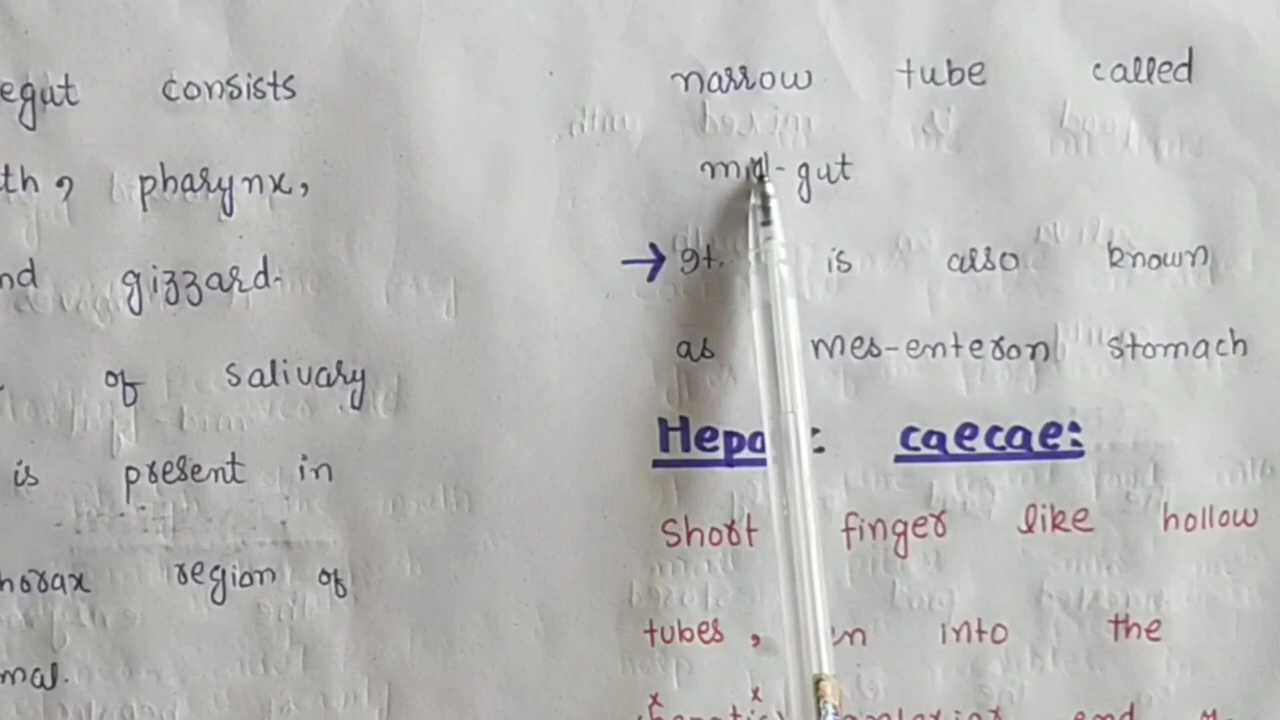 egut consists
th, pharynx,
nd gizzard.
of salivary
is present in
horax region of
mal.
narrow tube called
mid-gut
→ It is also known
as mes-enteron stomach
Hepa : caecae:
Short finger like hollow
tubes, n into the